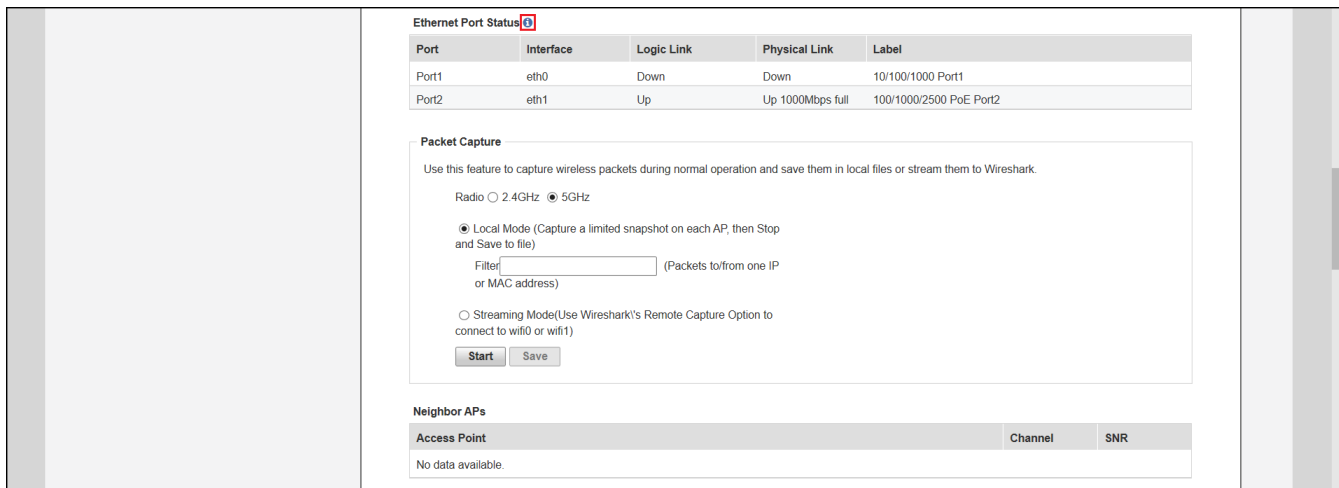 Ethernet Port Status
Port Interface Logic Link Physical Link Label
Port1 eth0 Down Down 10/100/1000 Port1
Port2 eth1 Up Up 1000Mbps full 100/1000/2500 PoE Port2
Packet Capture
Use this feature to capture wireless packets during normal operation and save them in local files or stream them to Wireshark.
Radio 2.4GHz 5GHz
Local Mode (Capture a limited snapshot on each AP, then Stop
and Save to file)
Filter (Packets to/from one IP
or MAC address)
Streaming Mode(Use Wireshark\'s Remote Capture Option to
connect to wifi0 or wifi1)
Start Save
Neighbor APs
Access Point Channel SNR
No data available.